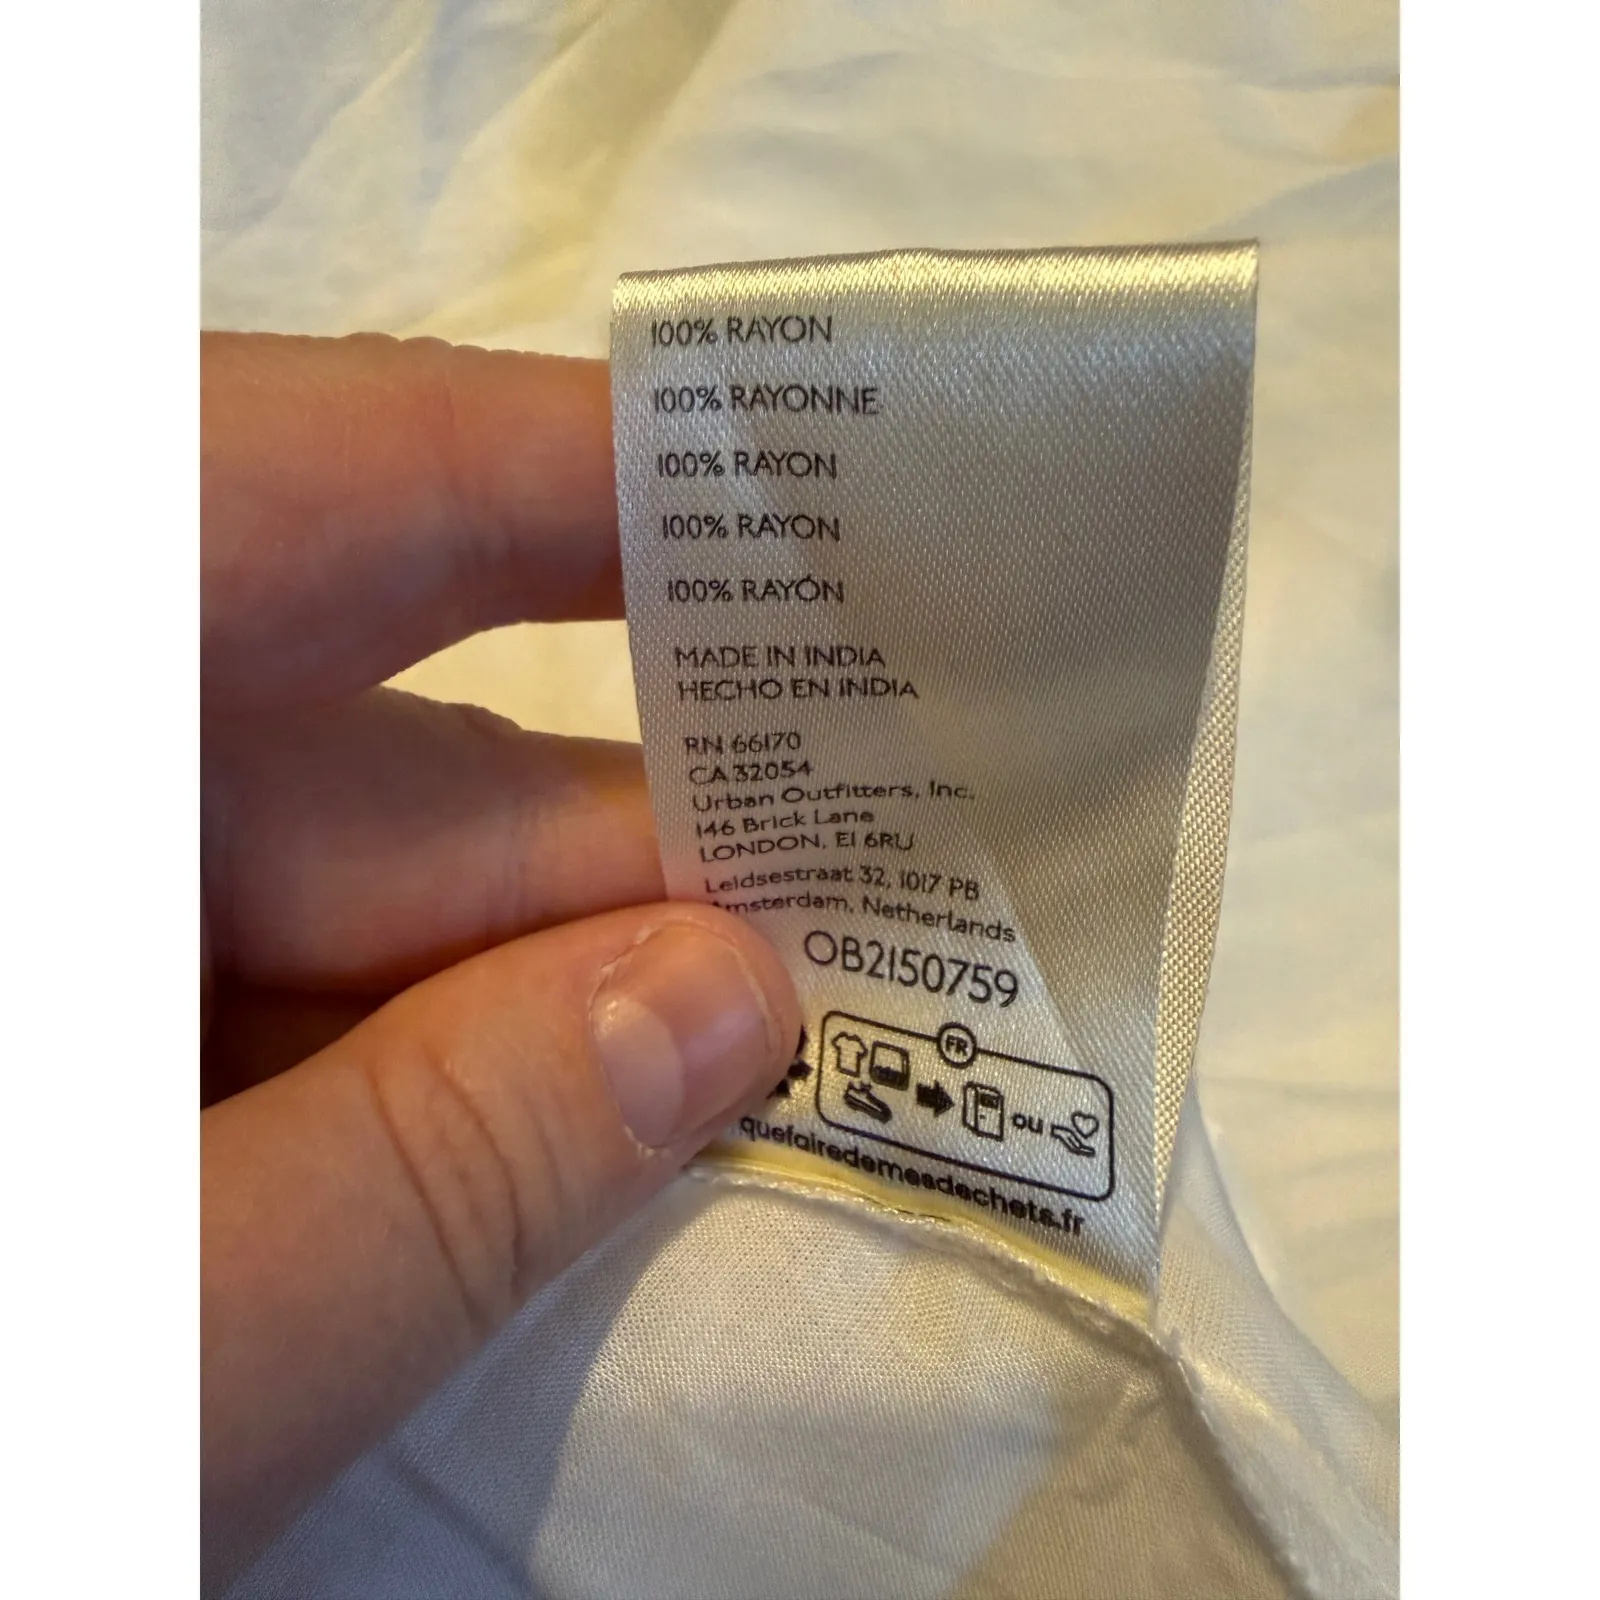 100% RAYON
100% RAYONNE
100% RAYON
100% RAYON
100% RAYÓN
MADE IN INDIA
HECHO EN INDIA
RN 66170
CA 32054
Urban Outfitters, Inc.
146 Brick Lane
LONDON, E1 6RU
Leidsestraat 32, 1017 PB
Amsterdam, Netherlands
OB2150759
FR
ou
quefairedemesdechets.fr